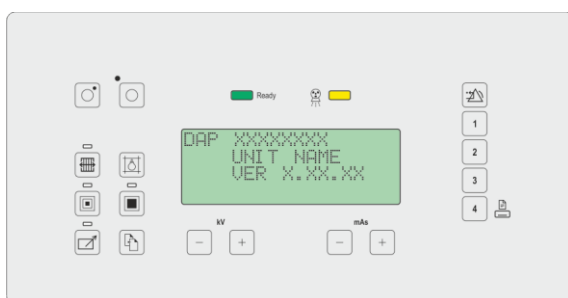 Ready
DAP XXXXXXXX
UNIT NAME
VER X.XX.XX
1
2
3
4
kV
mAs
− +
− +